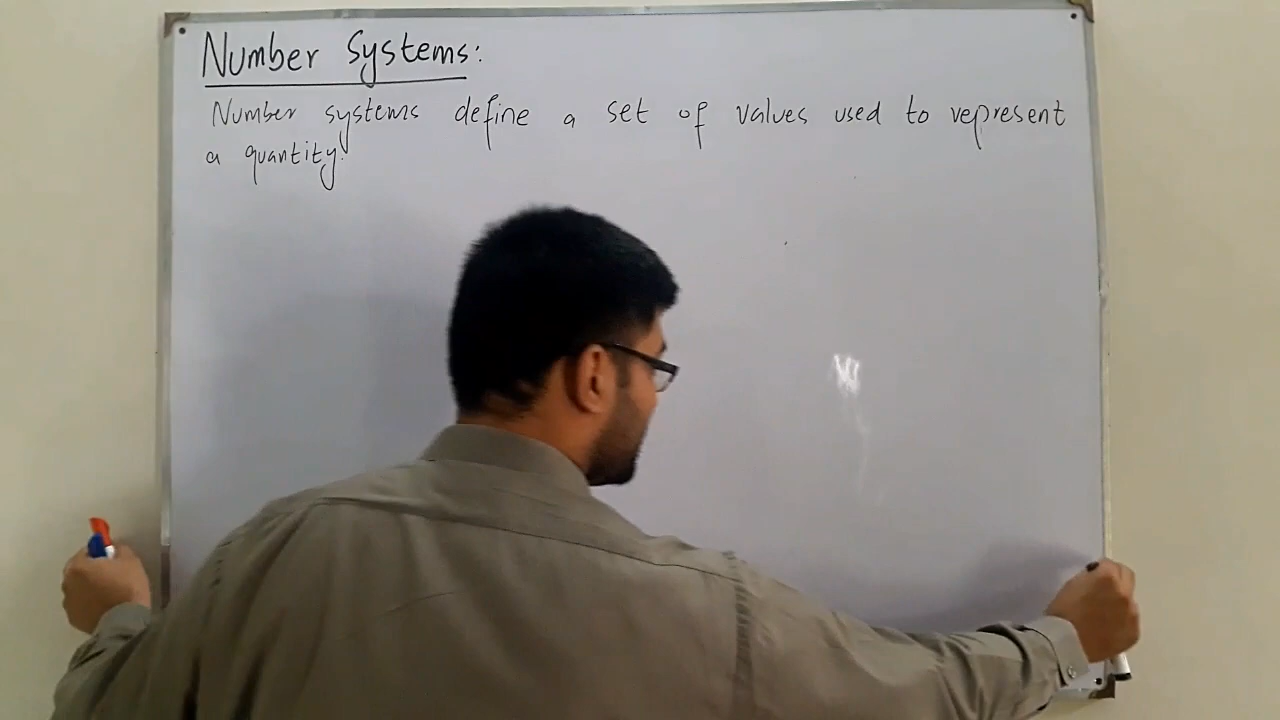 Number Systems:
Number systems define a set of values used to represent
a quantity.